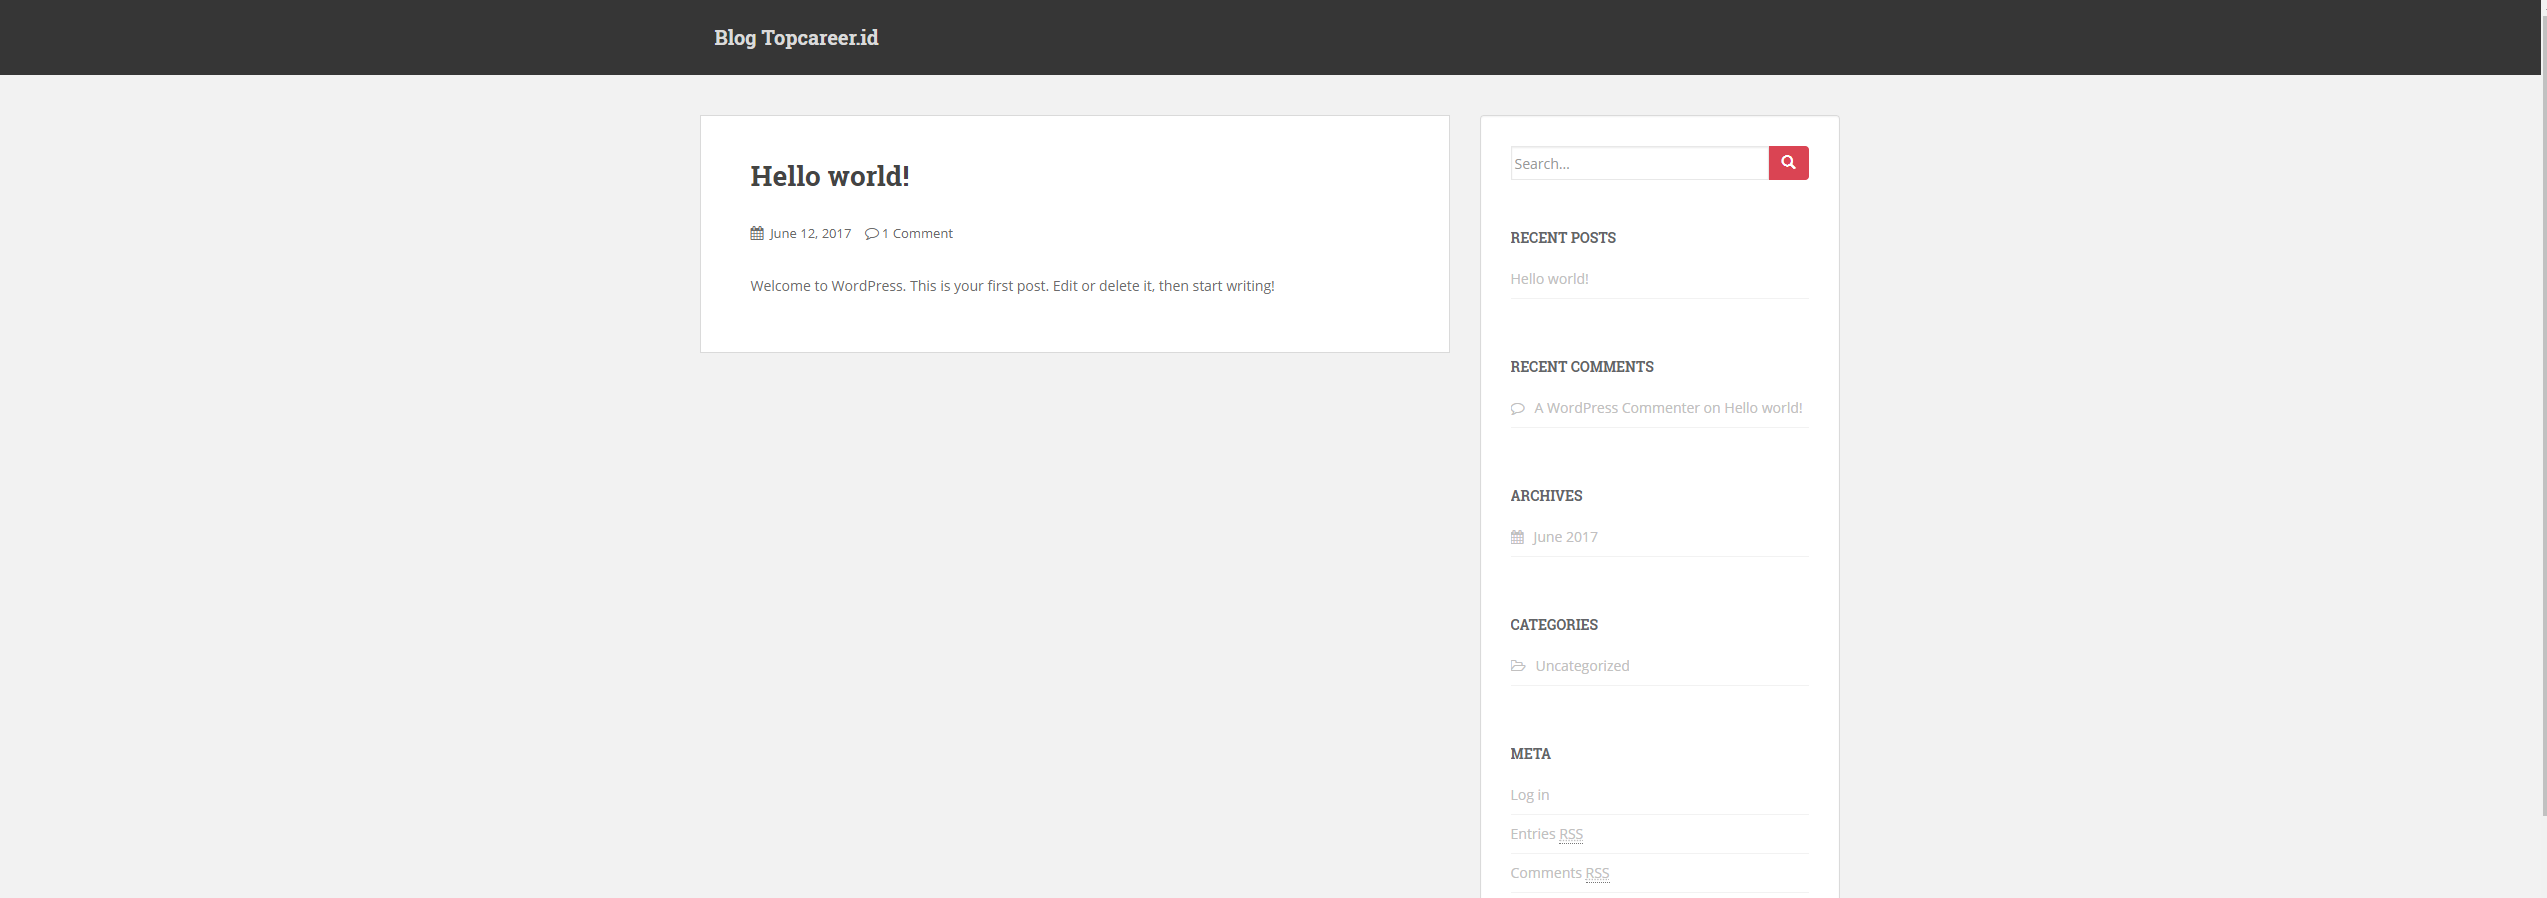 Blog Topcareer.id
Hello world!
June 12, 2017 1 Comment
Welcome to WordPress. This is your first post. Edit or delete it, then start writing!
Search...
RECENT POSTS
Hello world!
RECENT COMMENTS
A WordPress Commenter on Hello world!
ARCHIVES
June 2017
CATEGORIES
Uncategorized
META
Log in
Entries RSS
Comments RSS